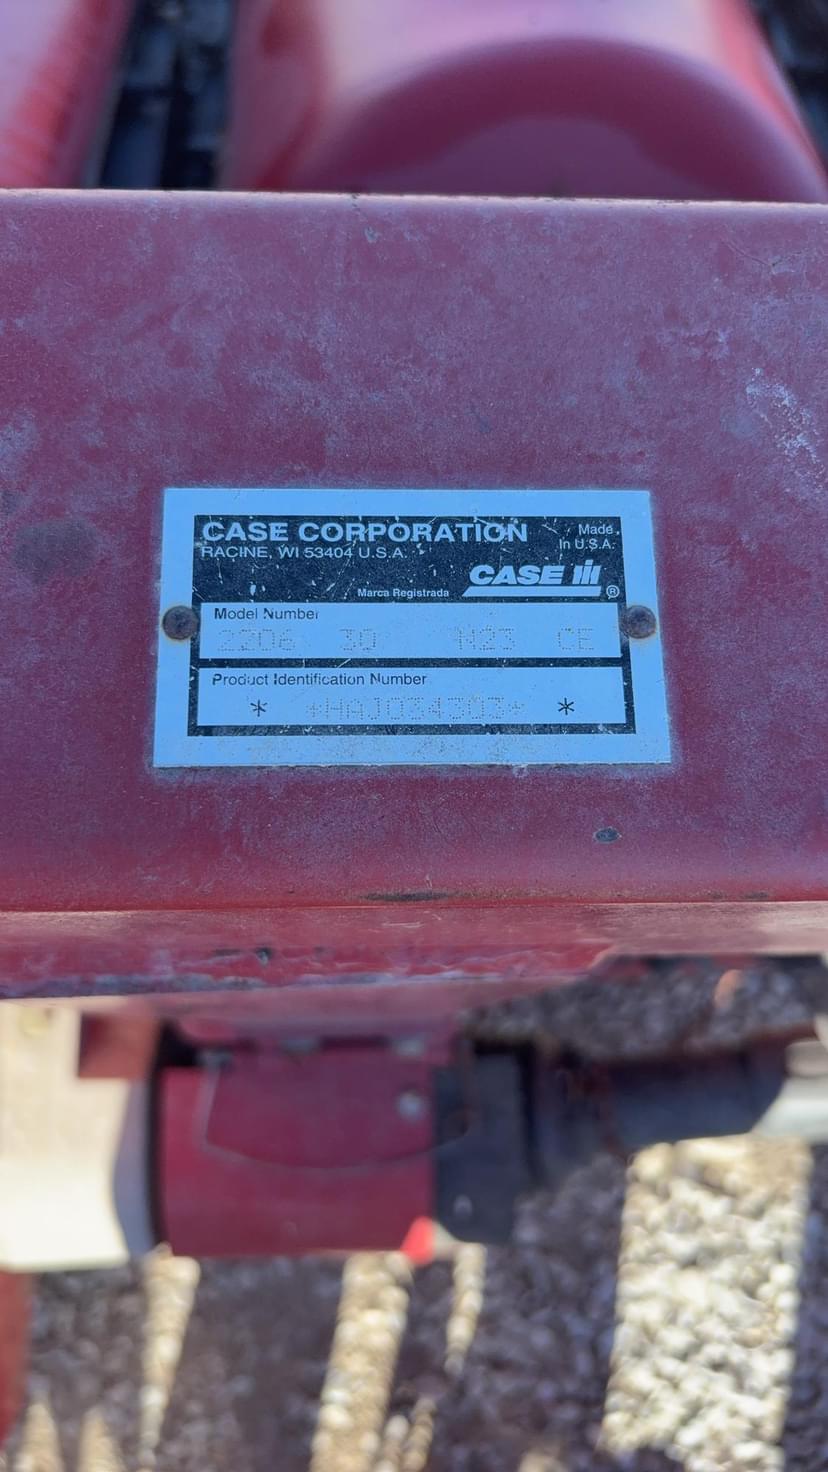 CASE CORPORATION
Made
In U.S.A.
RACINE, WI 53404 U.S.A.
CASE IH
Marca Registrada ®
Model Number
2206 30 N23 CE
Product Identification Number
* *HAJ034303* *